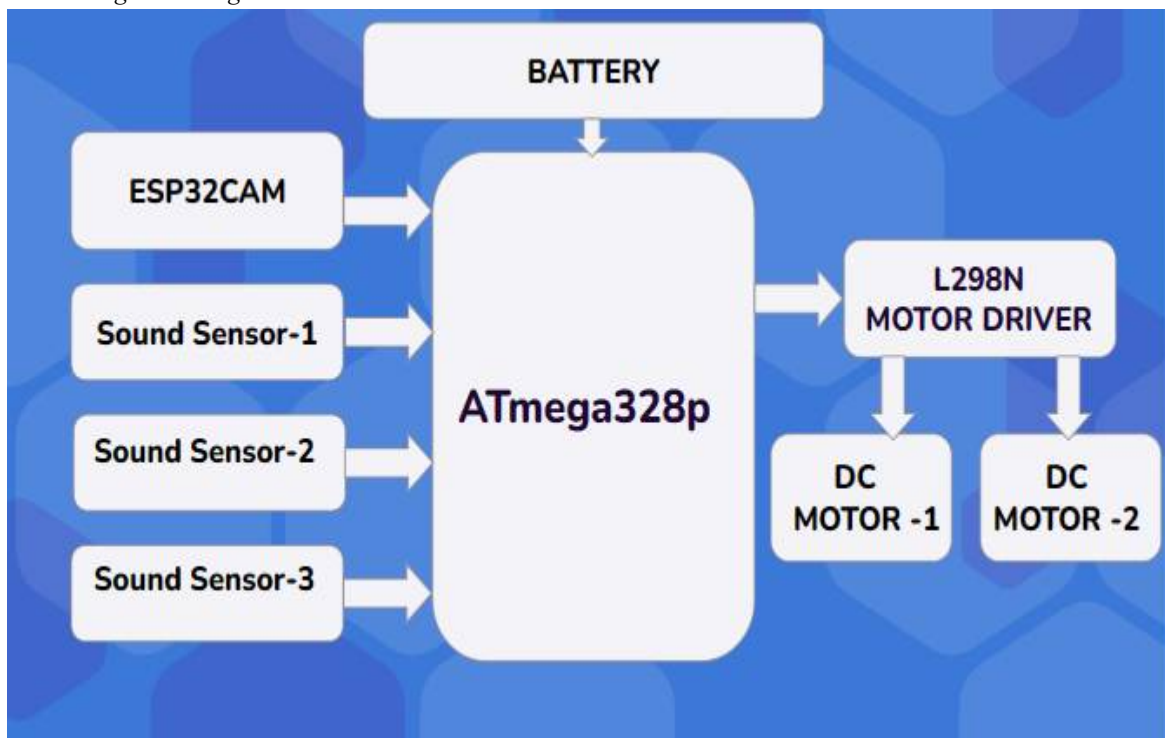 BATTERY
ESP32CAM
Sound Sensor-1
Sound Sensor-2
Sound Sensor-3
ATmega328p
L298N
MOTOR DRIVER
DC
MOTOR -1
DC
MOTOR -2